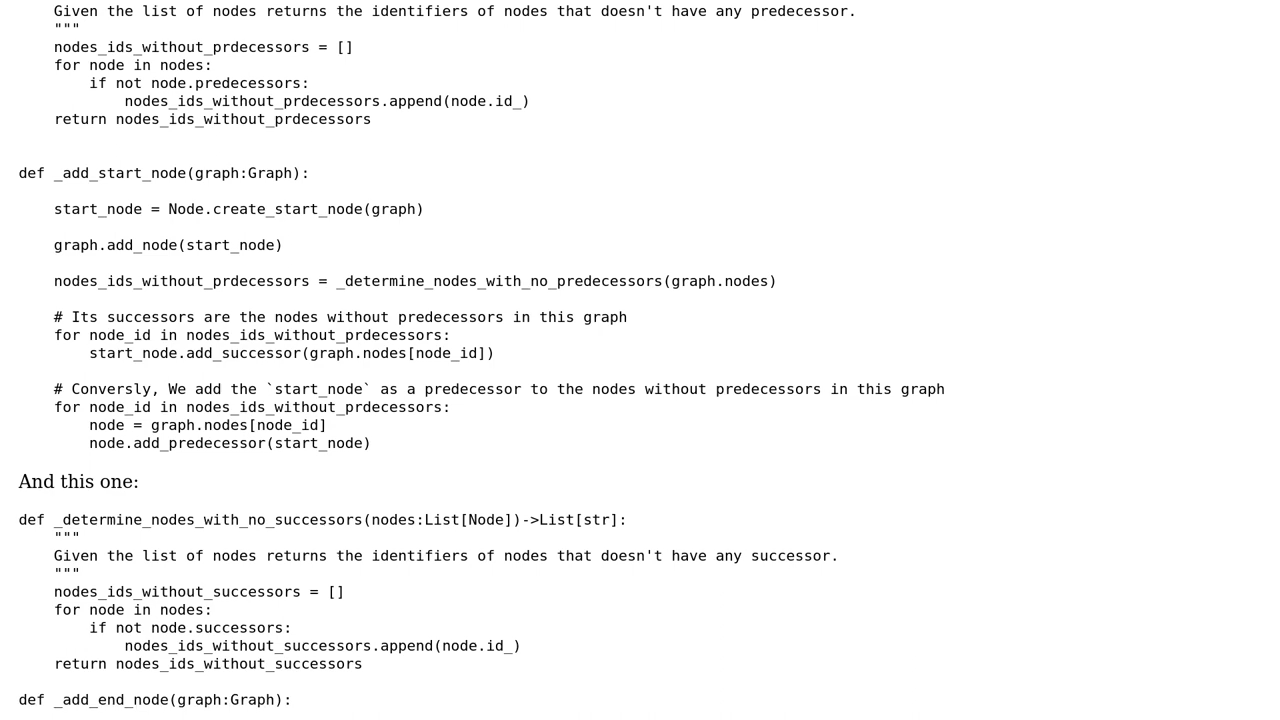 Given the list of nodes returns the identifiers of nodes that doesn't have any predecessor.
    """
    nodes_ids_without_prdecessors = []
    for node in nodes:
        if not node.predecessors:
            nodes_ids_without_prdecessors.append(node.id_)
    return nodes_ids_without_prdecessors


def _add_start_node(graph:Graph):

    start_node = Node.create_start_node(graph)

    graph.add_node(start_node)

    nodes_ids_without_prdecessors = _determine_nodes_with_no_predecessors(graph.nodes)

    # Its successors are the nodes without predecessors in this graph
    for node_id in nodes_ids_without_prdecessors:
        start_node.add_successor(graph.nodes[node_id])

    # Conversly, We add the `start_node` as a predecessor to the nodes without predecessors in this graph
    for node_id in nodes_ids_without_prdecessors:
        node = graph.nodes[node_id]
        node.add_predecessor(start_node)

And this one:

def _determine_nodes_with_no_successors(nodes:List[Node])->List[str]:
    """
    Given the list of nodes returns the identifiers of nodes that doesn't have any successor.
    """
    nodes_ids_without_successors = []
    for node in nodes:
        if not node.successors:
            nodes_ids_without_successors.append(node.id_)
    return nodes_ids_without_successors

def _add_end_node(graph:Graph):